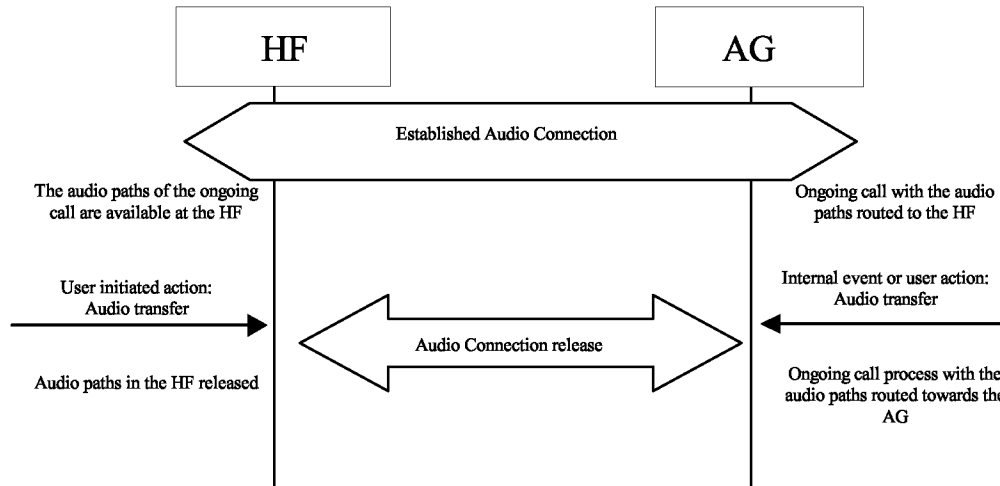 HF
AG
Established Audio Connection
The audio paths of the ongoing
call are available at the HF
Ongoing call with the audio
paths routed to the HF
User initiated action:
Audio transfer
Internal event or user action:
Audio transfer
Audio Connection release
Audio paths in the HF released
Ongoing call process with the
audio paths routed towards the
AG